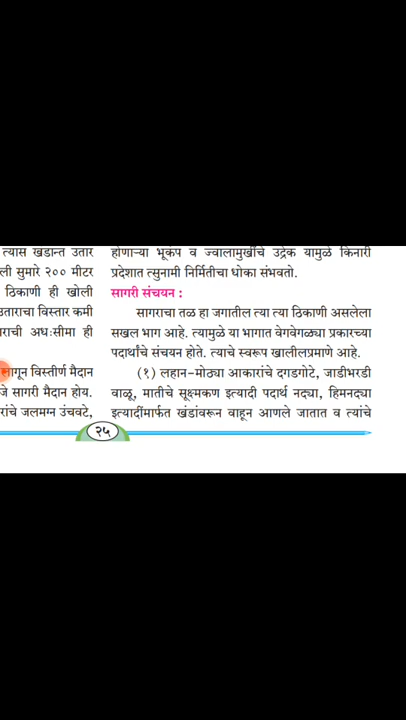 त्यास खंडान्त उतार
ली सुमारे २०० मीटर
ठिकाणी ही खोली
उताराचा विस्तार कमी
राची अधःसीमा ही
लागून विस्तीर्ण मैदान
जे सागरी मैदान होय.
रांचे जलमग्न उंचवटे,
होणाऱ्या भूकंप व ज्वालामुखींचे उद्रेक यामुळे किनारी
प्रदेशात त्सुनामी निर्मितीचा धोका संभवतो.
सागरी संचयन :
सागराचा तळ हा जगातील त्या त्या ठिकाणी असलेला
सखल भाग आहे. त्यामुळे या भागात वेगवेगळ्या प्रकारच्या
पदार्थांचे संचयन होते. त्याचे स्वरूप खालीलप्रमाणे आहे.
(१) लहान-मोठ्या आकारांचे दगडगोटे, जाडीभरडी
वाळू, मातीचे सूक्ष्मकण इत्यादी पदार्थ नद्या, हिमनद्या
इत्यादींमार्फत खंडांवरून वाहून आणले जातात व त्यांचे
२५